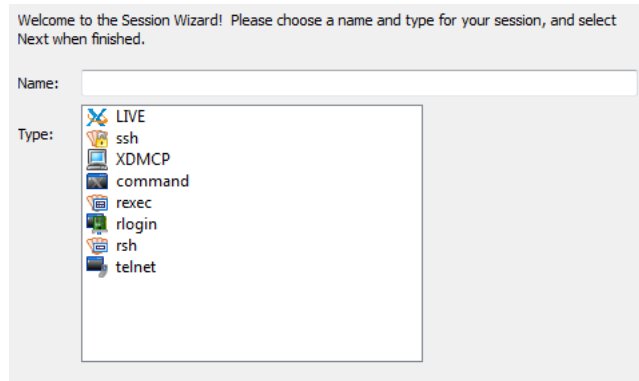 Welcome to the Session Wizard!  Please choose a name and type for your session, and select
Next when finished.
Name:
Type:
LIVE
ssh
XDMCP
command
rexec
rlogin
rsh
telnet